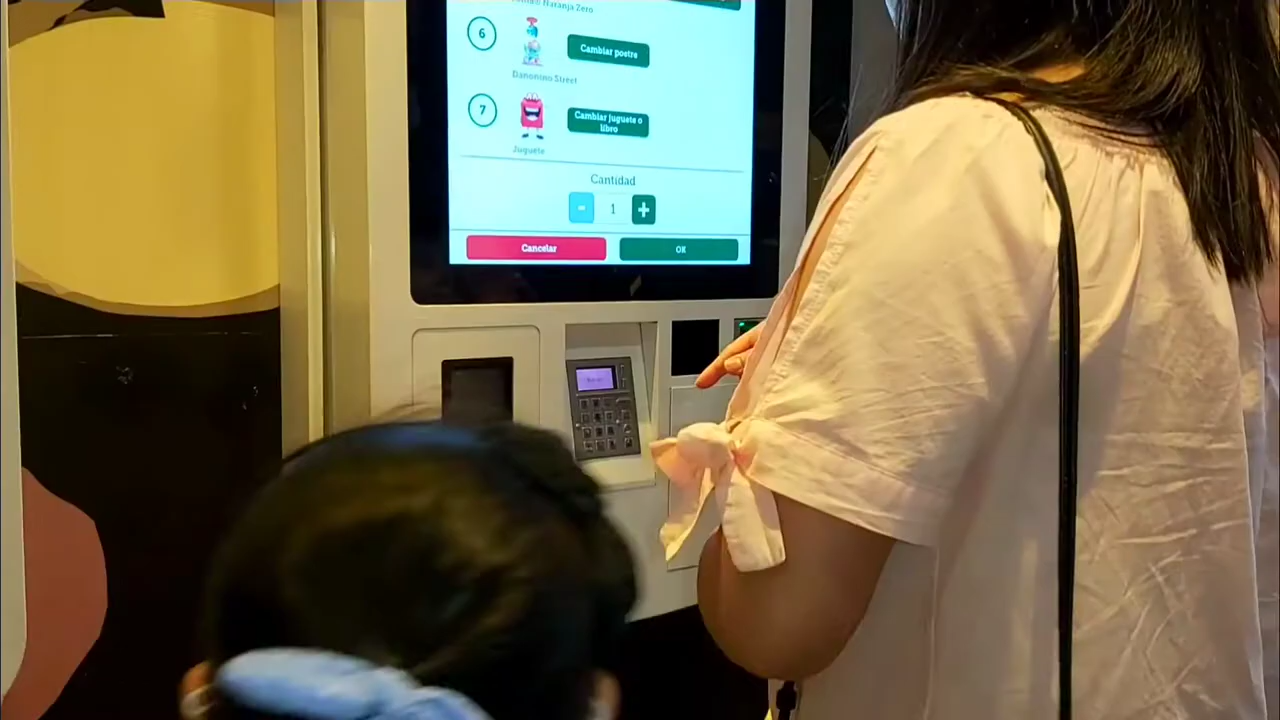 Naranja Zero
6
Cambiar postre
Danonino Street
7
Cambiar juguete o
libro
Juguete
Cantidad
-
1
+
Cancelar
OK